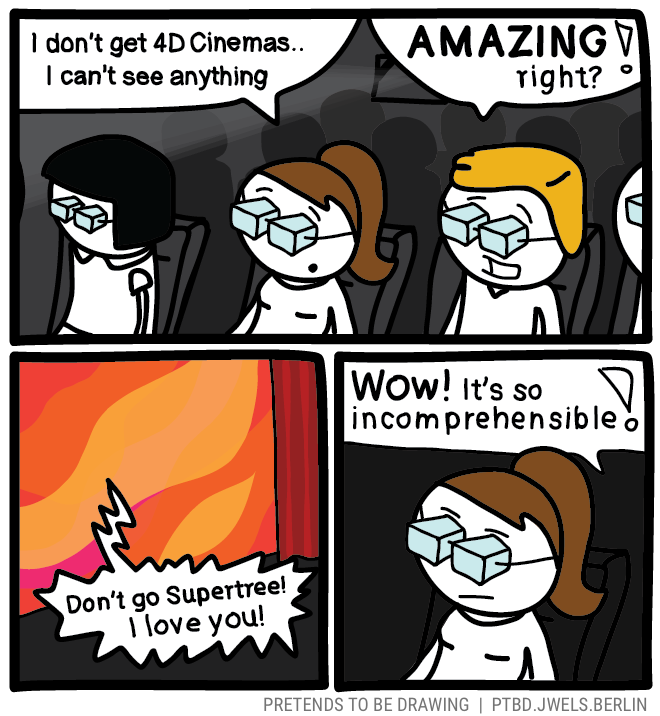 I don't get 4D Cinemas..
I can't see anything
AMAZING!
right?
Don't go Supertree!
I love you!
Wow! It's so
incomprehensible!
PRETENDS TO BE DRAWING | PTBD.JWELS.BERLIN